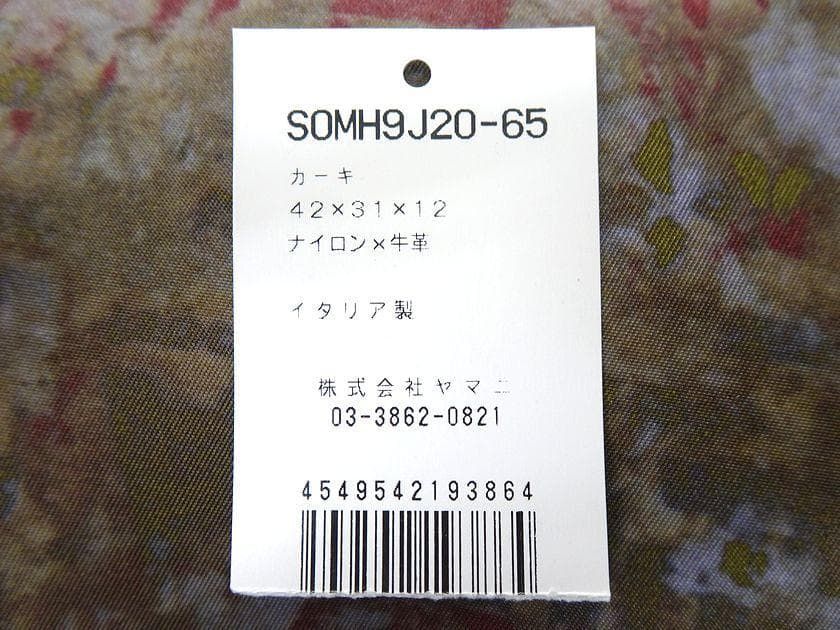 SOMH9J20-65
カーキ
42×31×12
ナイロン×牛革
イタリア製
株式会社ヤマニ
03-3862-0821
4549542193864